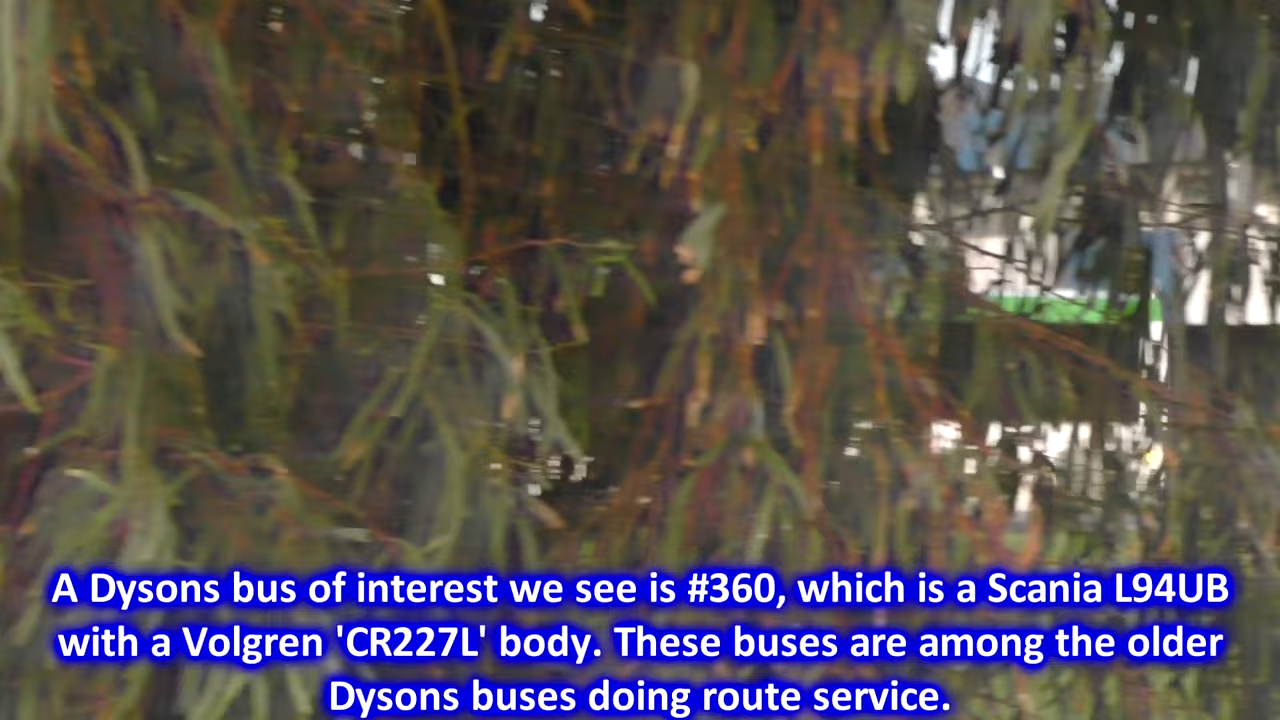 A Dysons bus of interest we see is #360, which is a Scania L94UB
with a Volgren 'CR227L' body. These buses are among the older
Dysons buses doing route service.